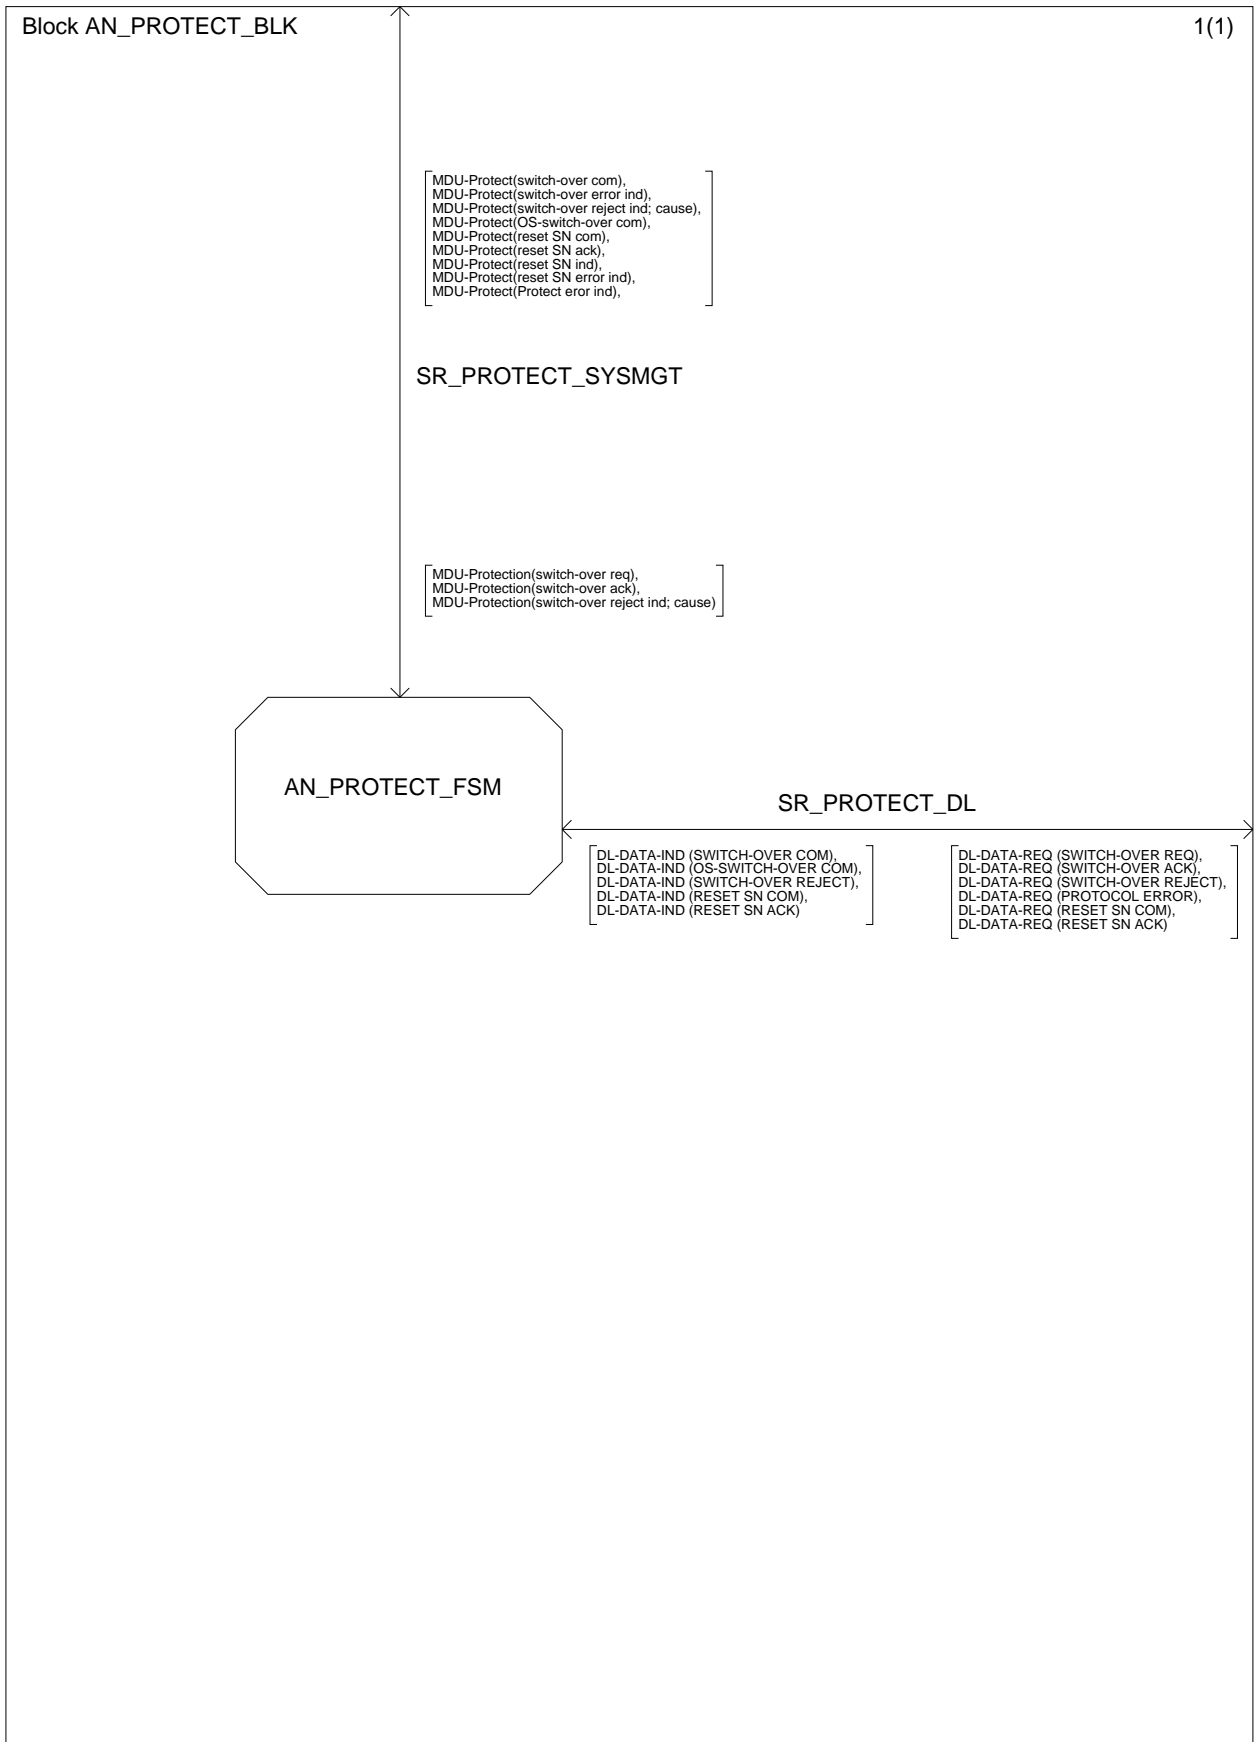 Block AN_PROTECT_BLK
1(1)
MDU-Protect(switch-over com),
MDU-Protect(switch-over error ind),
MDU-Protect(switch-over reject ind; cause),
MDU-Protect(OS-switch-over com),
MDU-Protect(reset SN com),
MDU-Protect(reset SN ack),
MDU-Protect(reset SN ind),
MDU-Protect(reset SN error ind),
MDU-Protect(Protect eror ind),
SR_PROTECT_SYSMGT
MDU-Protection(switch-over req),
MDU-Protection(switch-over ack),
MDU-Protection(switch-over reject ind; cause)
AN_PROTECT_FSM
SR_PROTECT_DL
DL-DATA-IND (SWITCH-OVER COM),
DL-DATA-IND (OS-SWITCH-OVER COM),
DL-DATA-IND (SWITCH-OVER REJECT),
DL-DATA-IND (RESET SN COM),
DL-DATA-IND (RESET SN ACK)
DL-DATA-REQ (SWITCH-OVER REQ),
DL-DATA-REQ (SWITCH-OVER ACK),
DL-DATA-REQ (SWITCH-OVER REJECT),
DL-DATA-REQ (PROTOCOL ERROR),
DL-DATA-REQ (RESET SN COM),
DL-DATA-REQ (RESET SN ACK)